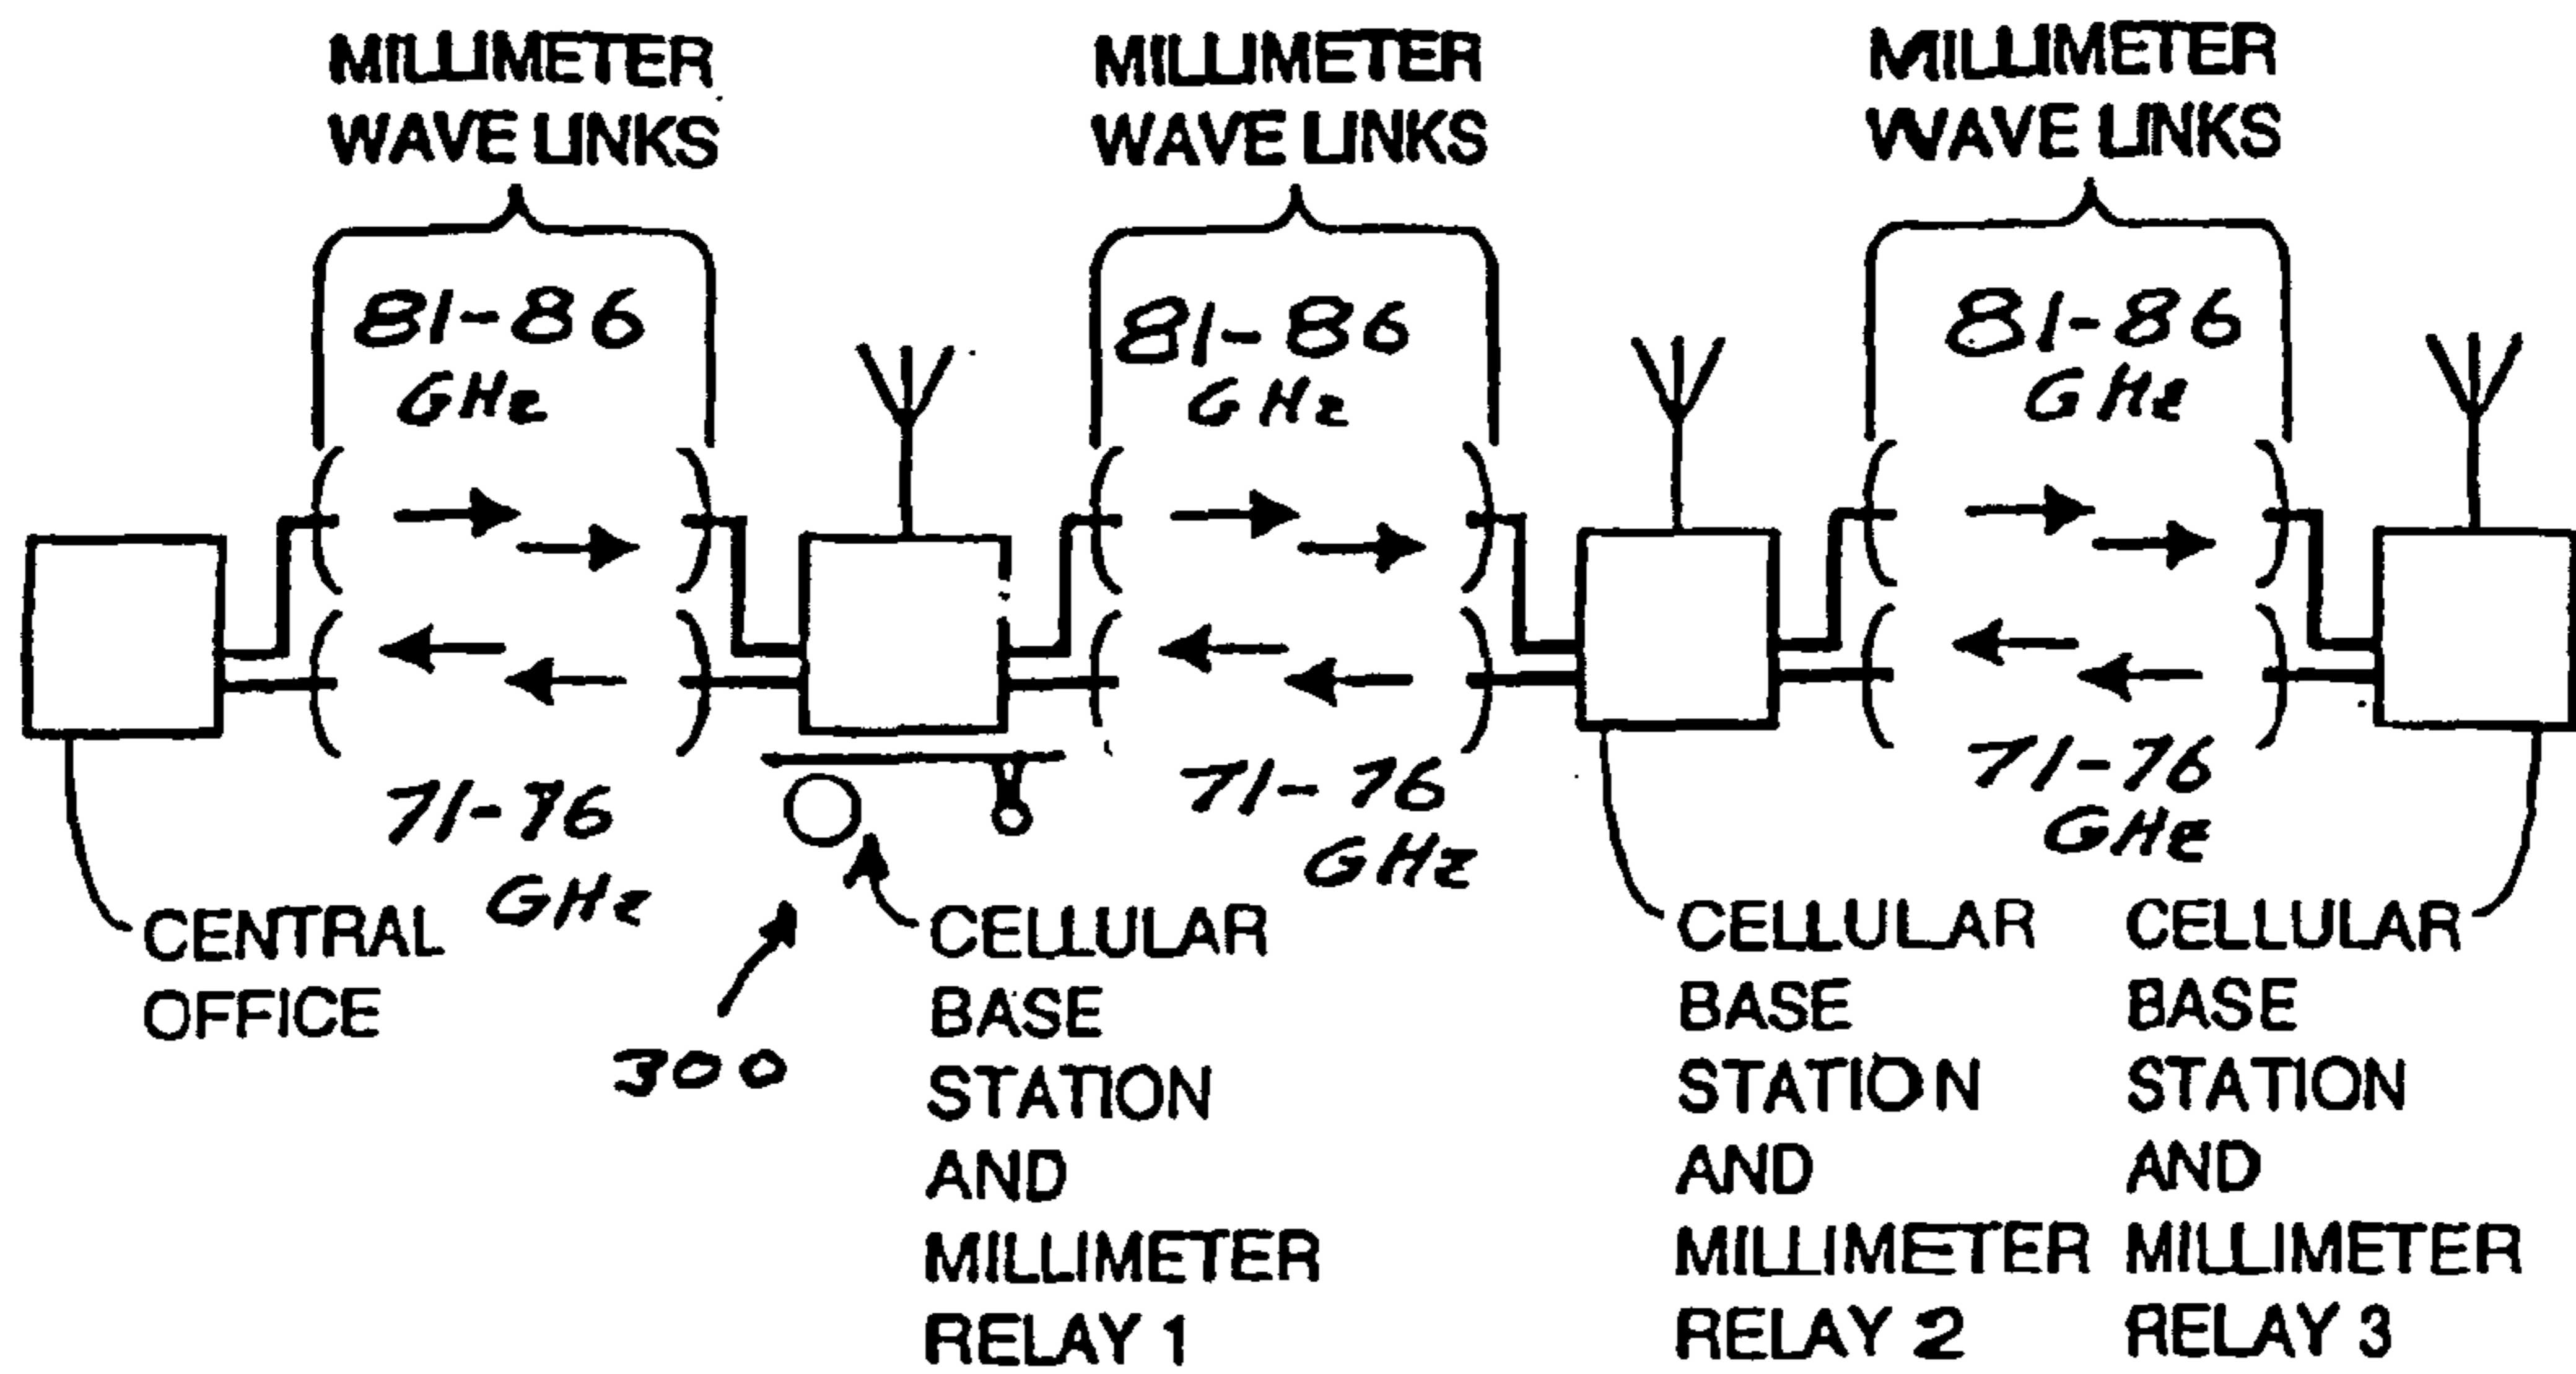 MILLIMETER
WAVE LINKS
MILLIMETER
WAVE LINKS
MILLIMETER
WAVE LINKS
81-86
GHz
81-86
GHz
81-86
GHz
71-76
GHz
71-76
GHz
71-76
GHz
CENTRAL
OFFICE
300
CELLULAR
BASE
STATION
AND
MILLIMETER
RELAY 1
CELLULAR
BASE
STATION
AND
MILLIMETER
RELAY 2
CELLULAR
BASE
STATION
AND
MILLIMETER
RELAY 3